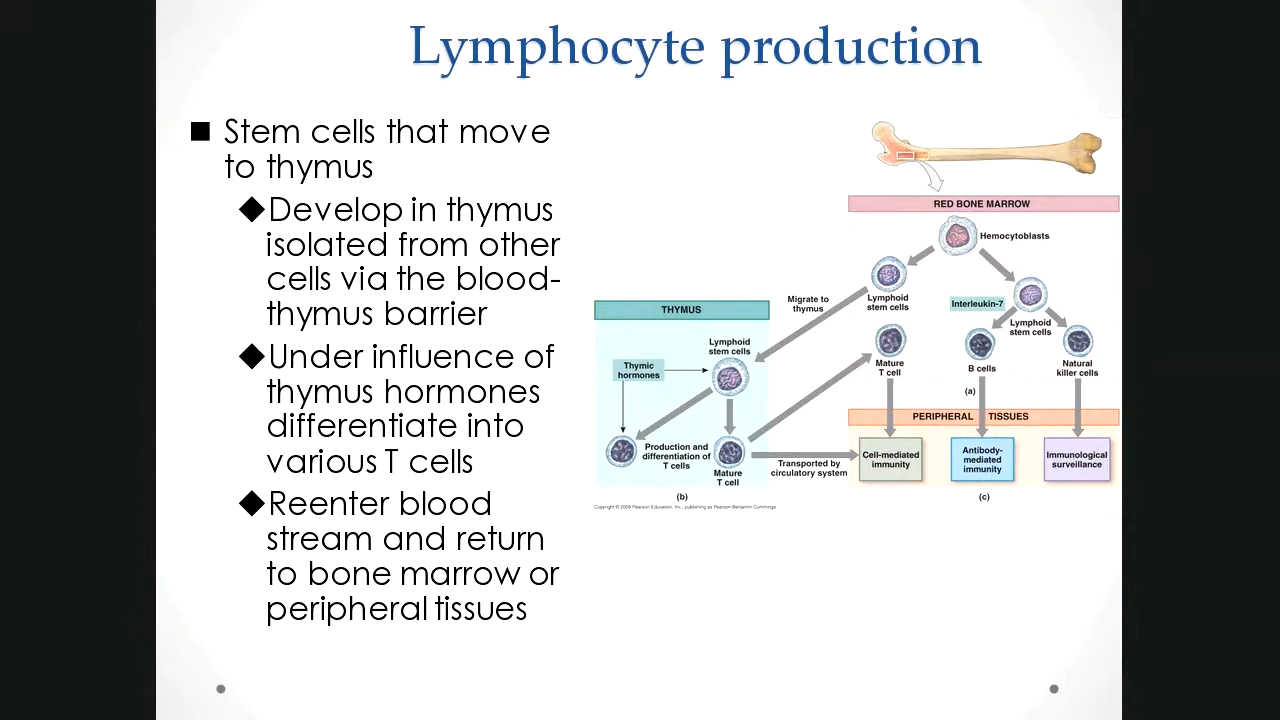 Lymphocyte production
■ Stem cells that move
to thymus
◆Develop in thymus
isolated from other
cells via the blood-
thymus barrier
◆Under influence of
thymus hormones
differentiate into
various T cells
◆Reenter blood
stream and return
to bone marrow or
peripheral tissues
RED BONE MARROW
Hemocytoblasts
Migrate to
thymus
Lymphoid
stem cells
Interleukin-7
Lymphoid
stem cells
THYMUS
Lymphoid
stem cells
Thymic
hormones
Mature
T cell
B cells
Natural
killer cells
(a)
PERIPHERAL TISSUES
Production and
differentiation of
T cells
Mature
T cell
Transported by
circulatory system
Cell-mediated
immunity
Antibody-
mediated
immunity
Immunological
surveillance
(b)
(c)
Copyright © 2009 Pearson Education, Inc., publishing as Pearson Benjamin Cummings